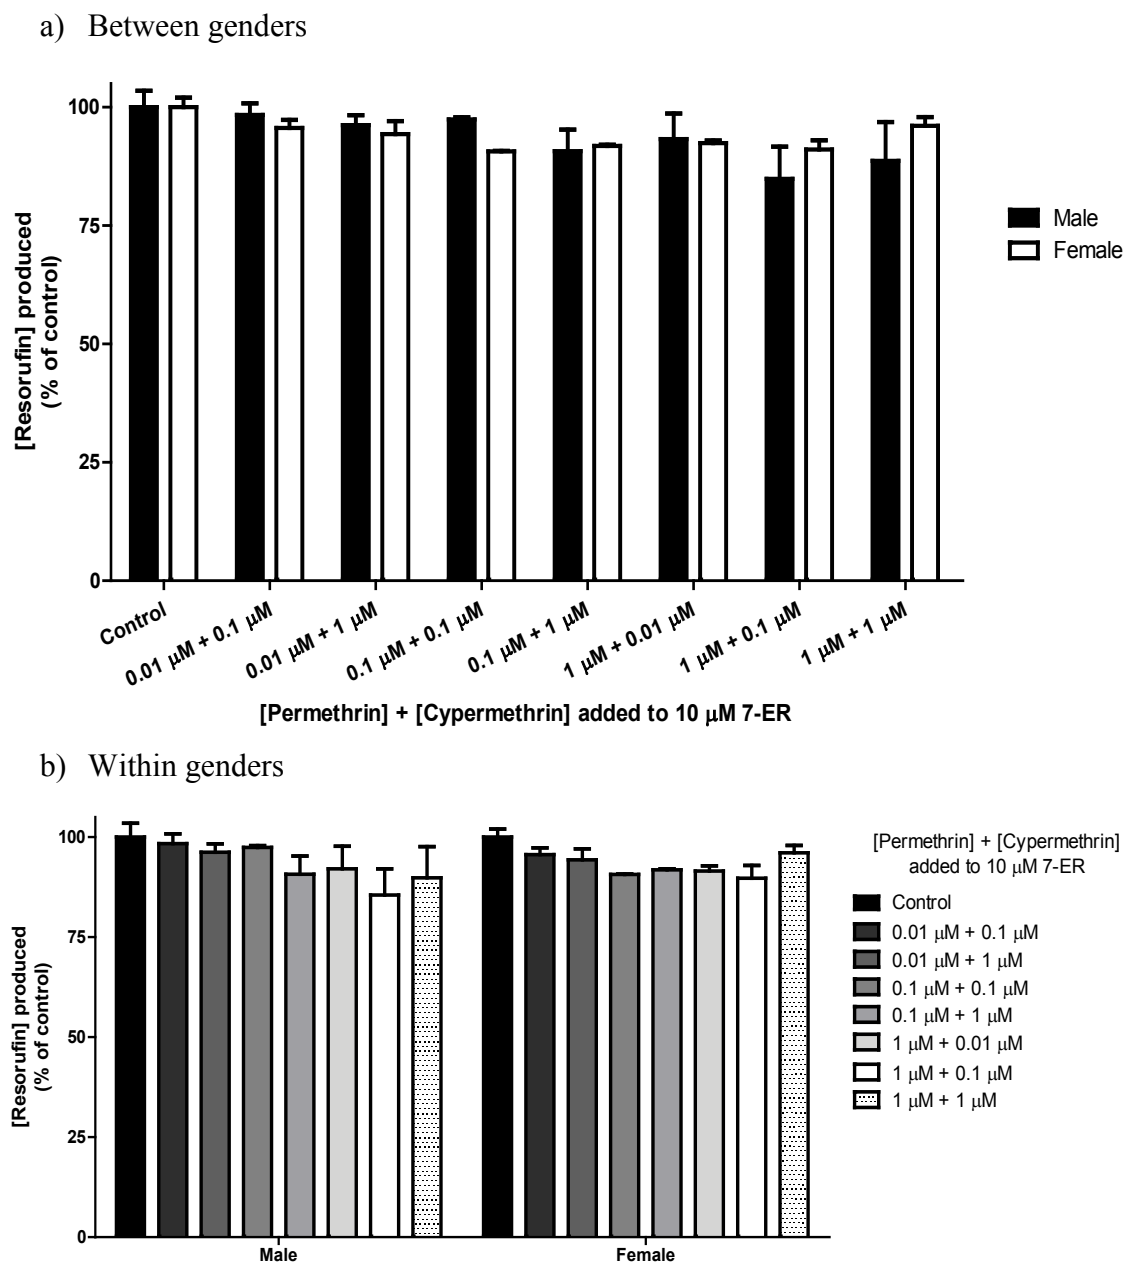 a) Between genders
100
75
50
25
0
[Resorufin] produced
(% of control)
Male
Female
Control
0.01 μM + 0.1 μM
0.01 μM + 1 μM
0.1 μM + 0.1 μM
0.1 μM + 1 μM
1 μM + 0.01 μM
1 μM + 0.1 μM
1 μM + 1 μM
[Permethrin] + [Cypermethrin] added to 10 μM 7-ER
b) Within genders
100
75
50
25
0
[Resorufin] produced
(% of control)
Male
Female
[Permethrin] + [Cypermethrin]
added to 10 μM 7-ER
Control
0.01 μM + 0.1 μM
0.01 μM + 1 μM
0.1 μM + 0.1 μM
0.1 μM + 1 μM
1 μM + 0.01 μM
1 μM + 0.1 μM
1 μM + 1 μM